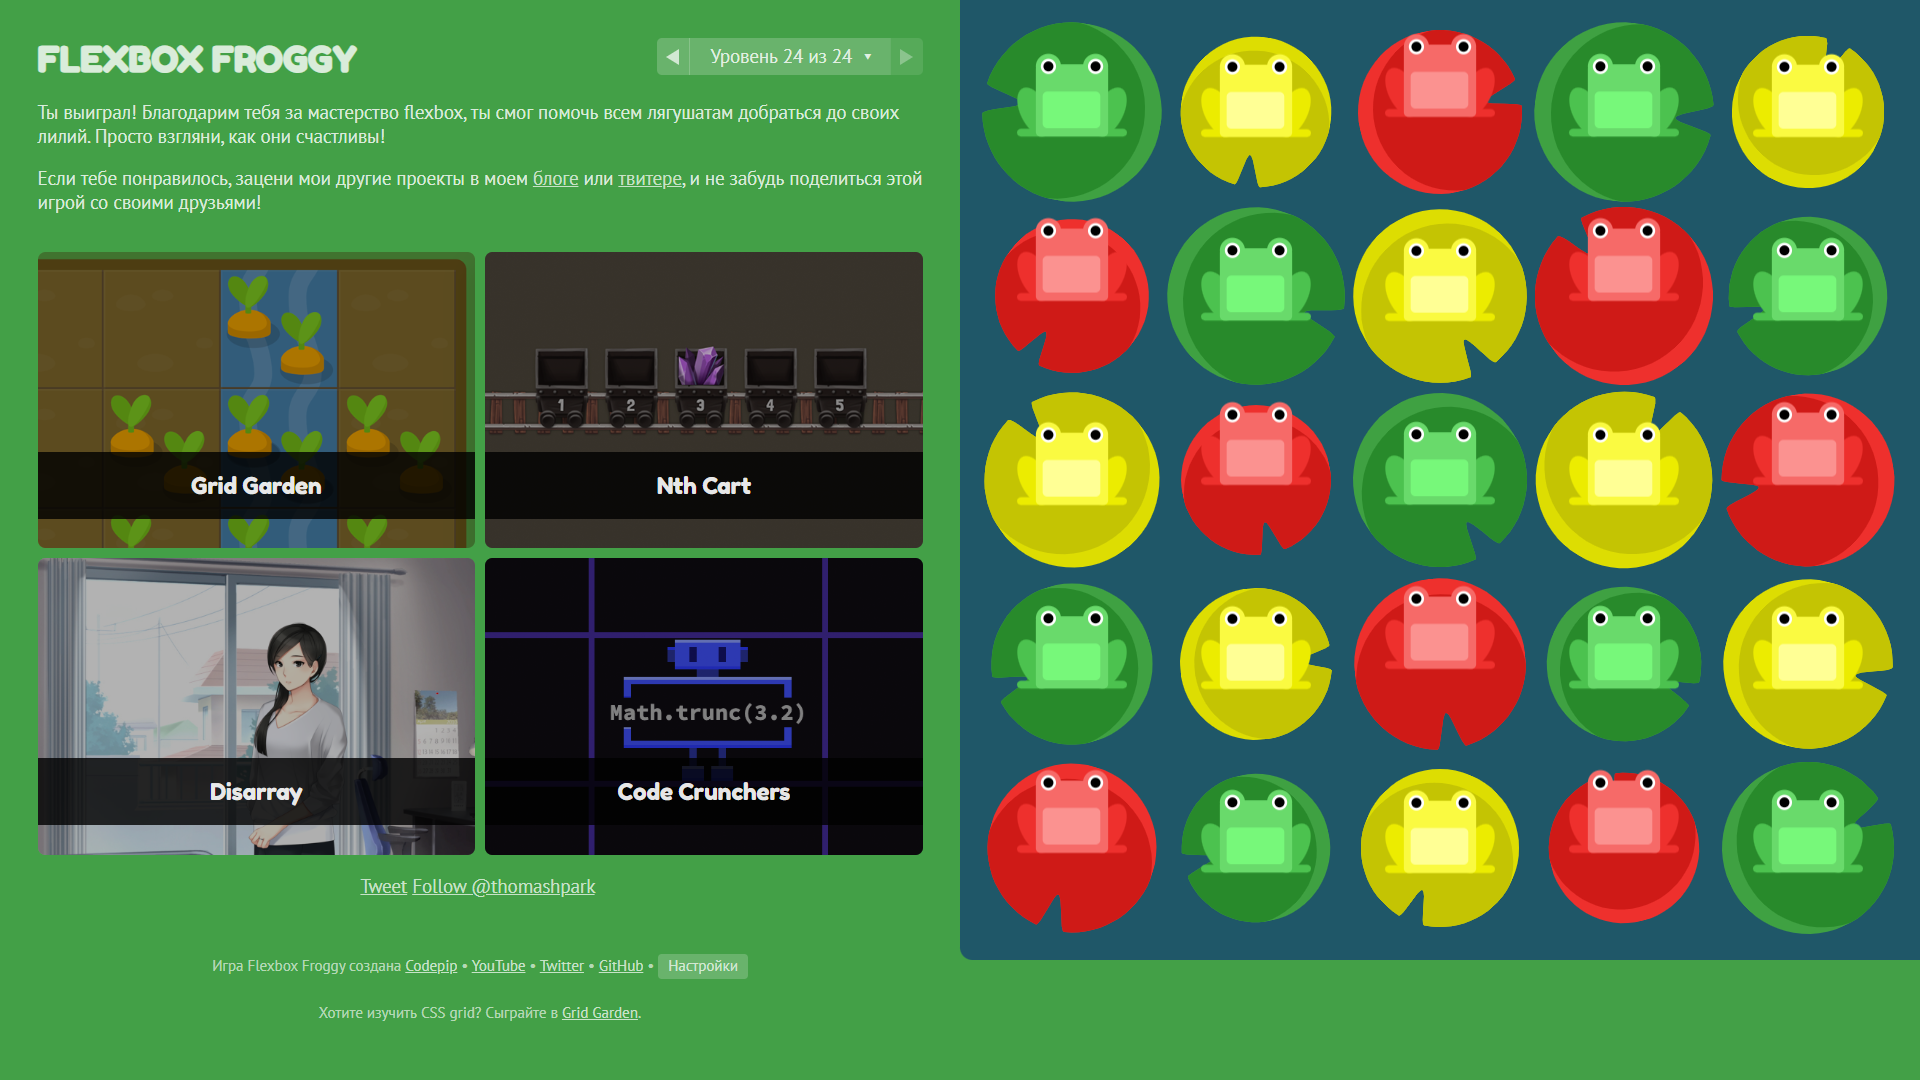 FLEXBOX FROGGY
Уровень 24 из 24
Ты выиграл! Благодарим тебя за мастерство flexbox, ты смог помочь всем лягушатам добраться до своих
лилий. Просто взгляни, как они счастливы!
Если тебе понравилось, зацени мои другие проекты в моем блоге или твитере, и не забудь поделиться этой
игрой со своими друзьями!
Grid Garden
1 2 3 4 5
Nth Cart
Disarray
Math.trunc(3.2)
Code Crunchers
Tweet Follow @thomashpark
Игра Flexbox Froggy создана Codepip • YouTube • Twitter • GitHub • Настройки
Хотите изучить CSS grid? Сыграйте в Grid Garden.